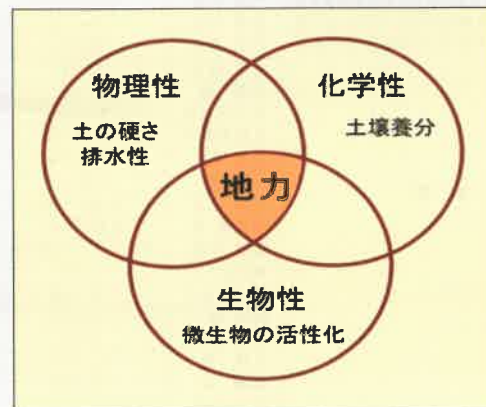 物理性
土の硬さ
排水性
化学性
土壌養分
地力
生物性
微生物の活性化